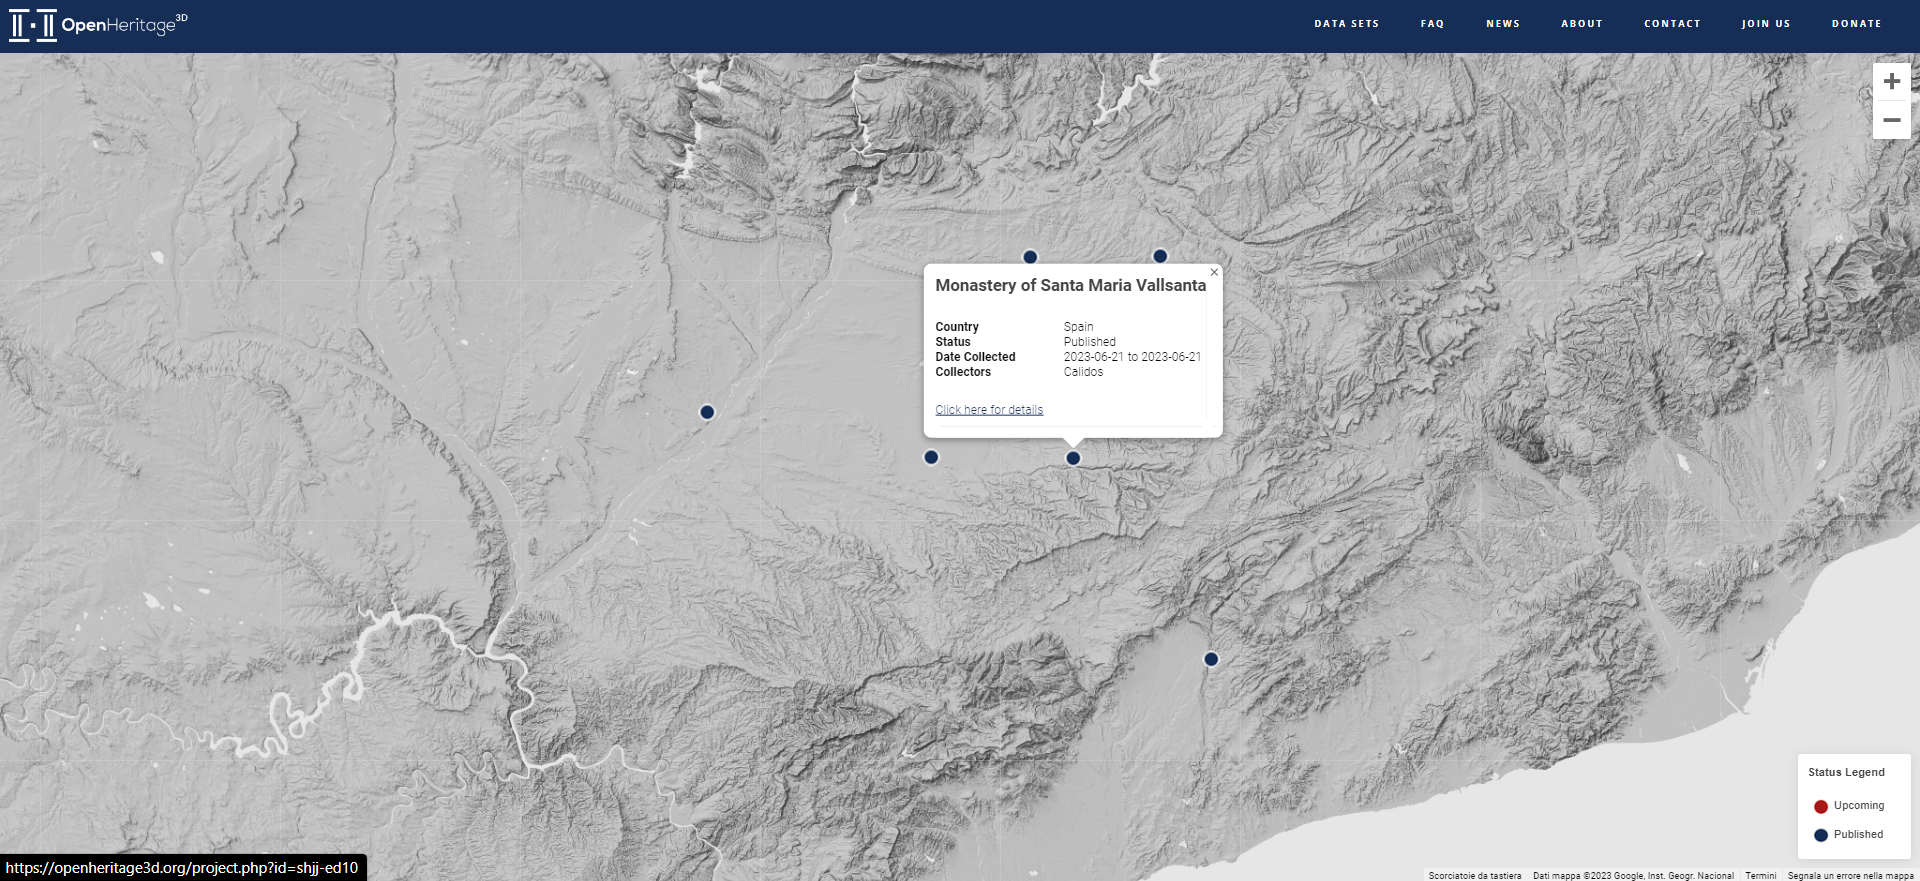 OpenHeritage3D
DATA SETS FAQ NEWS ABOUT CONTACT JOIN US DONATE
Monastery of Santa Maria Vallsanta
Country Spain
Status Published
Date Collected 2023-06-21 to 2023-06-21
Collectors Calidos
Click here for details
Status Legend
Upcoming
Published
https://openheritage3d.org/project.php?id=shjj-ed10
Scorciatoie da tastiera Dati mappa ©2023 Google, Inst. Geogr. Nacional Termini Segnala un errore nella mappa